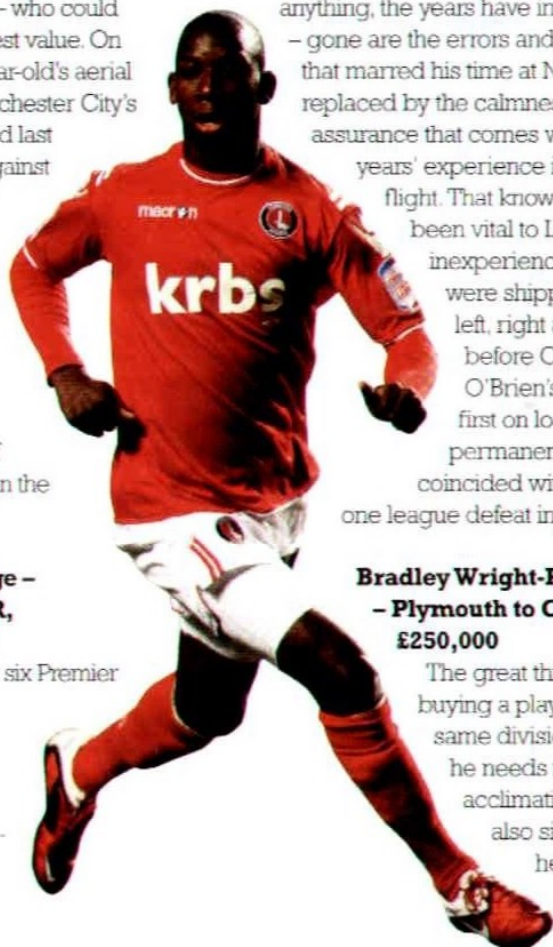 – who could
est value. On
ar-old's aerial
chester City's
d last
gainst
n the
ge –
R,
six Premier
macron
krbs
anything, the years have in
– gone are the errors and
that marred his time at N
replaced by the calmne
assurance that comes w
years' experience
flight. That know
been vital to L
inexperienc
were shipp
left, right
before C
O'Brien's
first on lo
permanen
coincided wi
one league defeat in
Bradley Wright-P
– Plymouth to C
£250,000
The great th
buying a play
same divisi
he needs
acclimati
also si
he